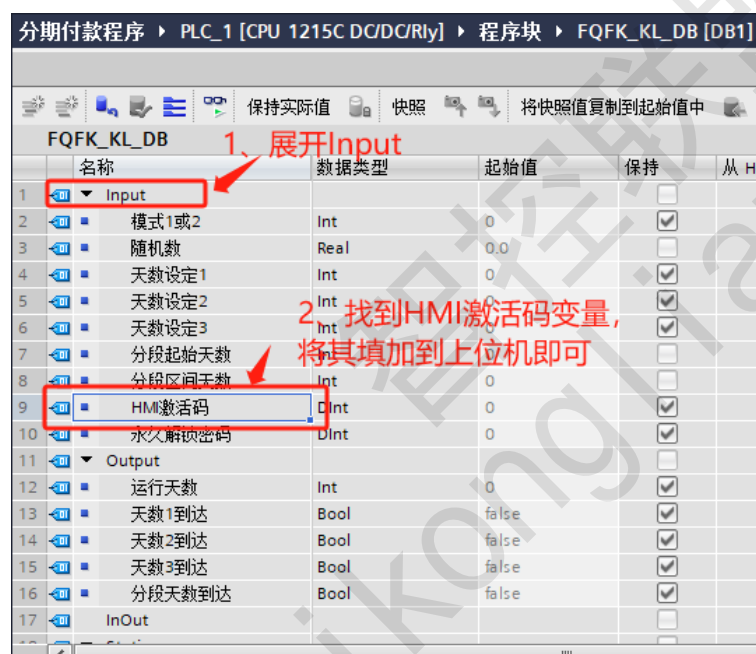 分期付款程序 ▸ PLC_1 [CPU 1215C DC/DC/Rly] ▸ 程序块 ▸ FQFK_KL_DB [DB1]
保持实际值 快照 将快照值复制到起始值中
FQFK_KL_DB
1、展开Input
名称 数据类型 起始值 保持 从 H
1 Input
2 模式1或2 Int 0
3 随机数 Real 0.0
4 天数设定1 Int 0
5 天数设定2 Int 0
2、找到HMI激活码变量,
6 天数设定3 Int 0
将其填加到上位机即可
7 分段起始天数 Int 0
8 分段区间天数 Int 0
9 HMI激活码 DInt 0
10 永久解锁密码 DInt 0
11 Output
12 运行天数 Int 0
13 天数1到达 Bool false
14 天数2到达 Bool false
15 天数3到达 Bool false
16 分段天数到达 Bool false
17 InOut